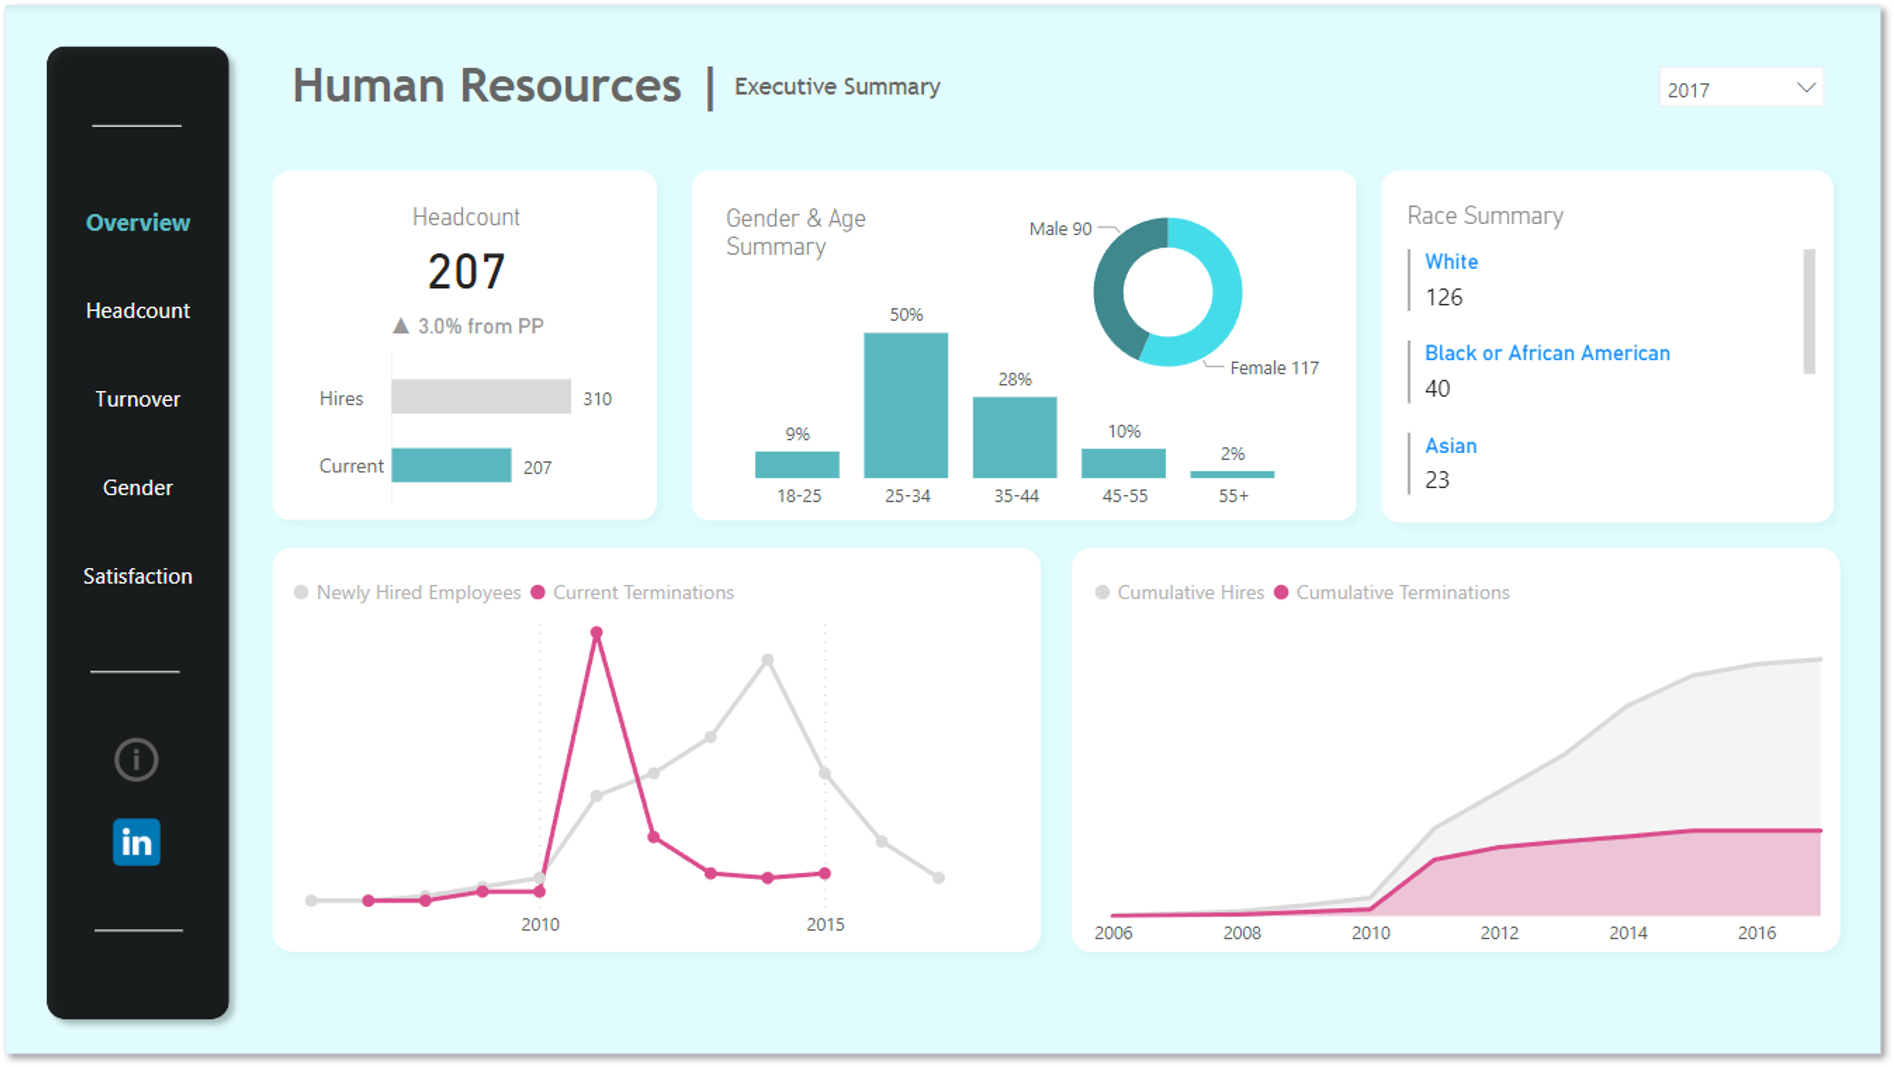 Human Resources | Executive Summary
2017
Overview
Headcount
Turnover
Gender
Satisfaction
i
in
Headcount
207
▲ 3.0% from PP
Hires 310
Current 207
Gender & Age
Summary
Male 90
Female 117
50%
28%
9%
10%
2%
18-25 25-34 35-44 45-55 55+
Race Summary
White
126
Black or African American
40
Asian
23
Newly Hired Employees Current Terminations
2010 2015
Cumulative Hires Cumulative Terminations
2006 2008 2010 2012 2014 2016